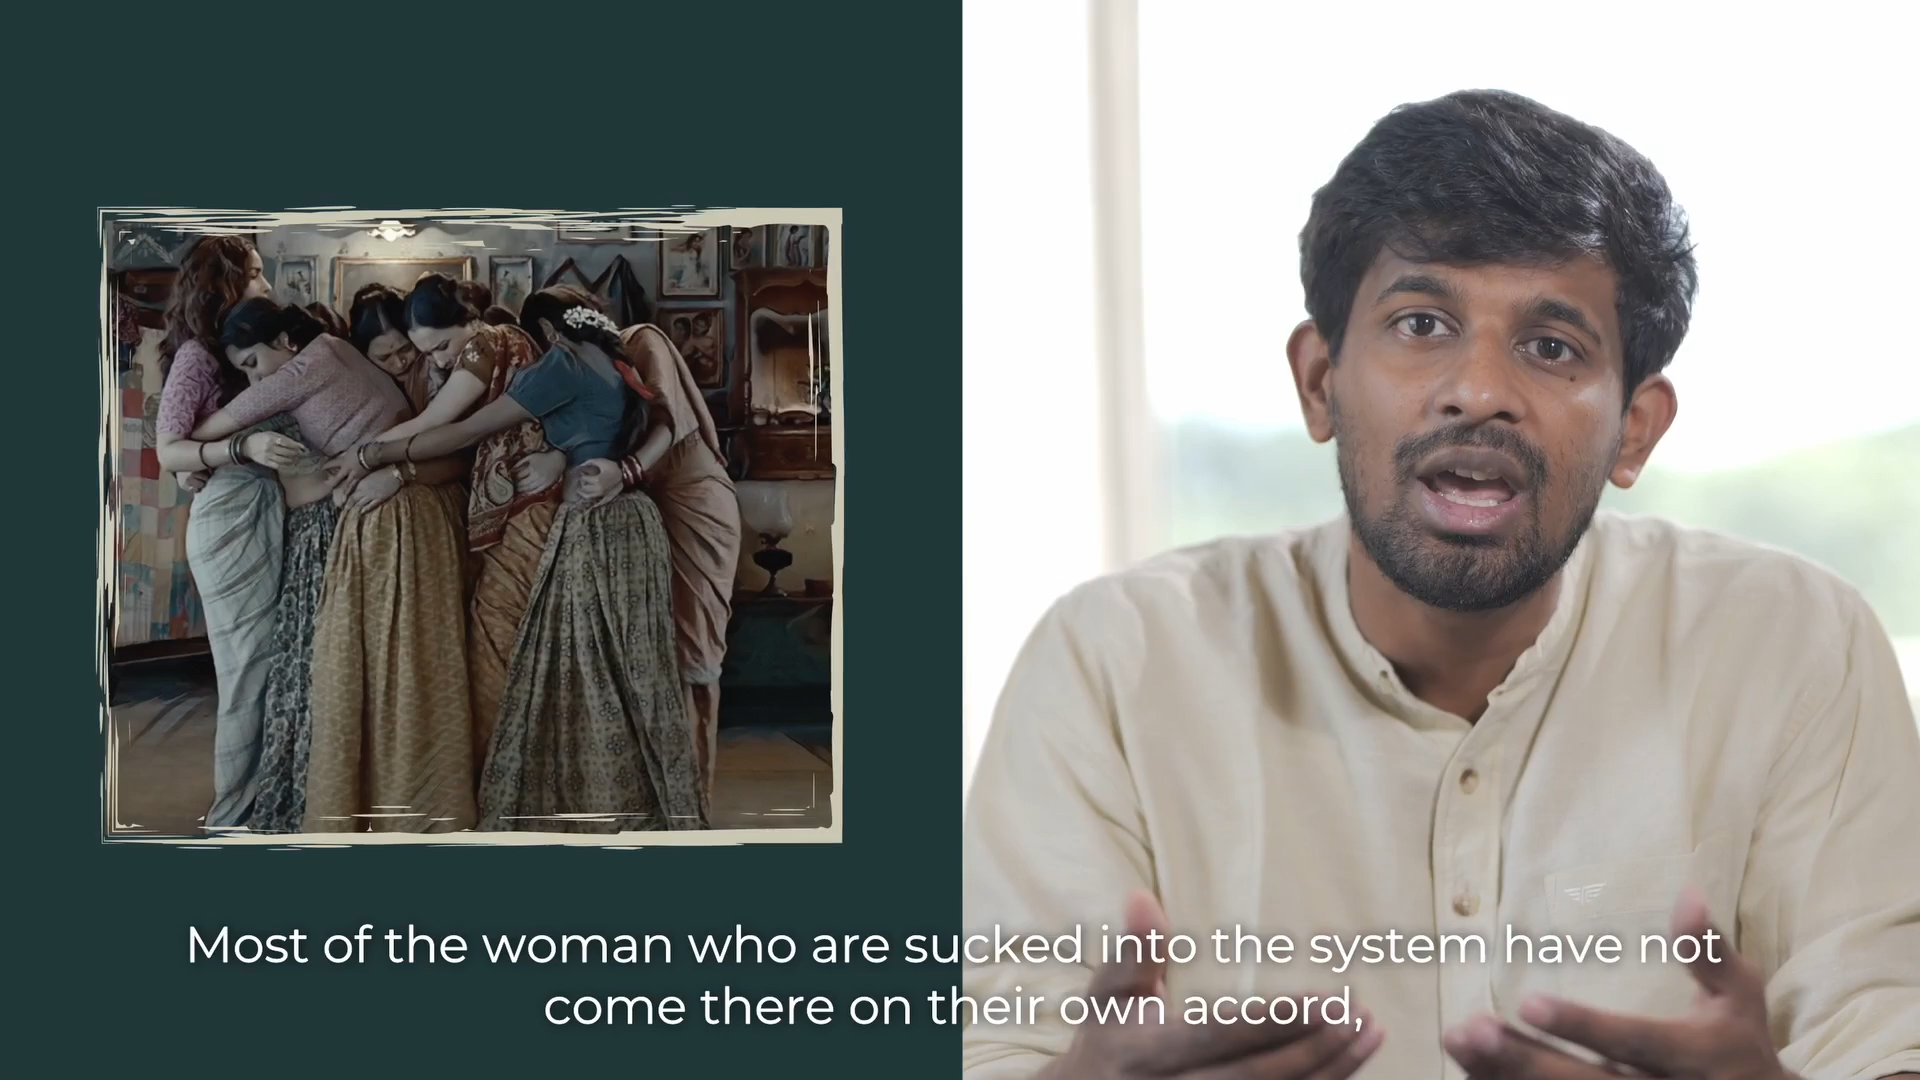 Most of the woman who are sucked into the system have not
come there on their own accord,